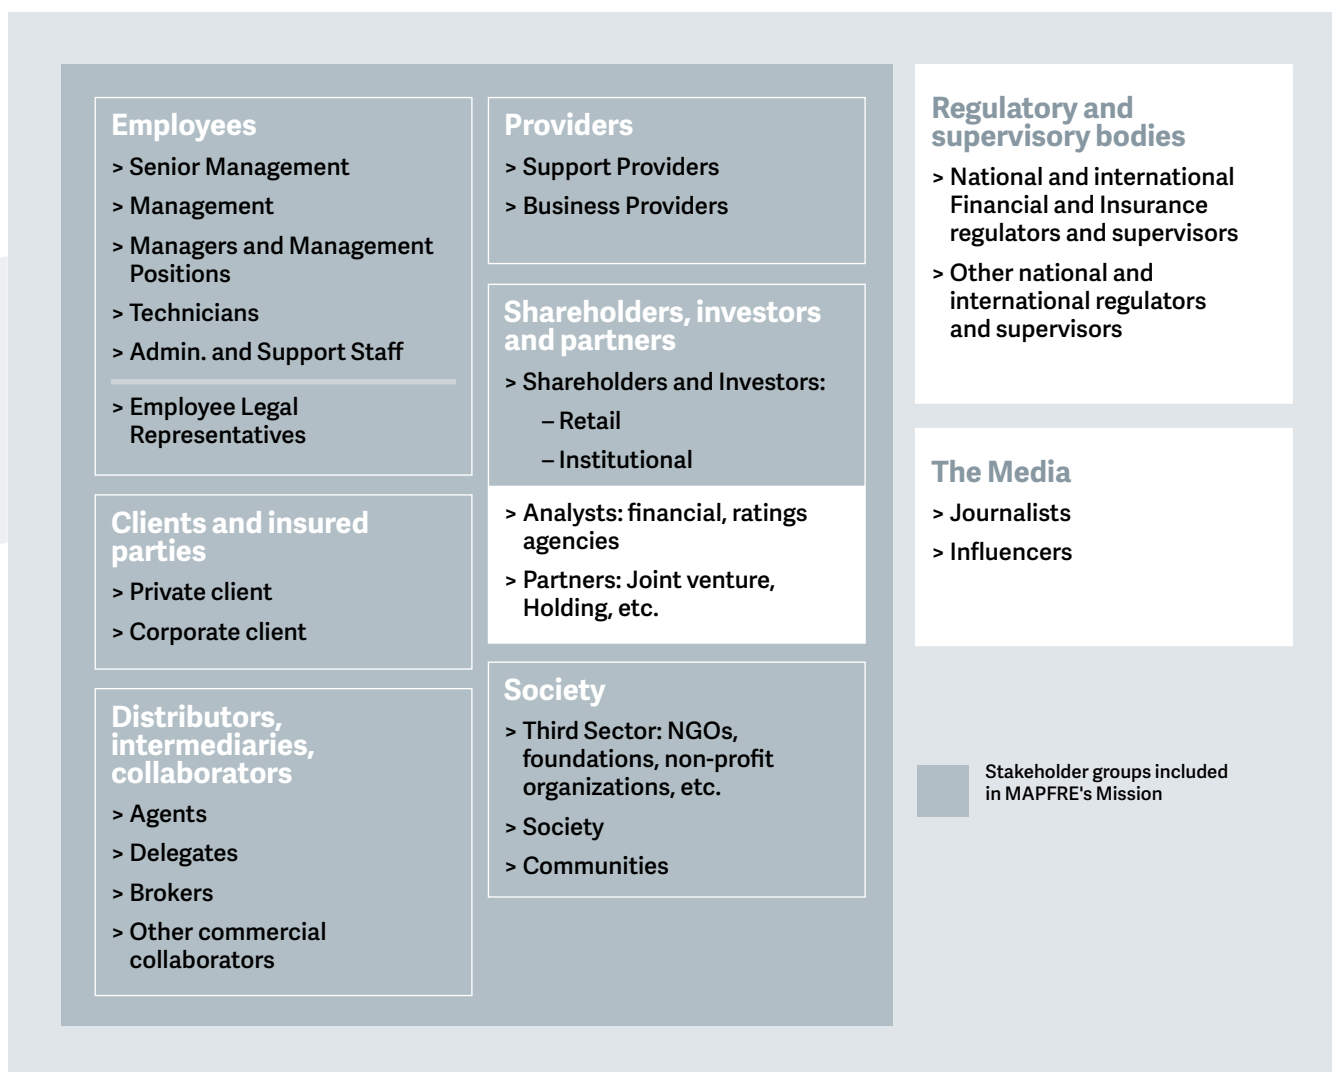 Employees
> Senior Management
> Management
> Managers and Management
Positions
> Technicians
> Admin. and Support Staff
> Employee Legal
Representatives
Clients and insured
parties
> Private client
> Corporate client
Distributors,
intermediaries,
collaborators
> Agents
> Delegates
> Brokers
> Other commercial
collaborators
Providers
> Support Providers
> Business Providers
Shareholders, investors
and partners
> Shareholders and Investors:
– Retail
– Institutional
> Analysts: financial, ratings
agencies
> Partners: Joint venture,
Holding, etc.
Society
> Third Sector: NGOs,
foundations, non-profit
organizations, etc.
> Society
> Communities
Regulatory and
supervisory bodies
> National and international
Financial and Insurance
regulators and supervisors
> Other national and
international regulators
and supervisors
The Media
> Journalists
> Influencers
Stakeholder groups included
in MAPFRE's Mission